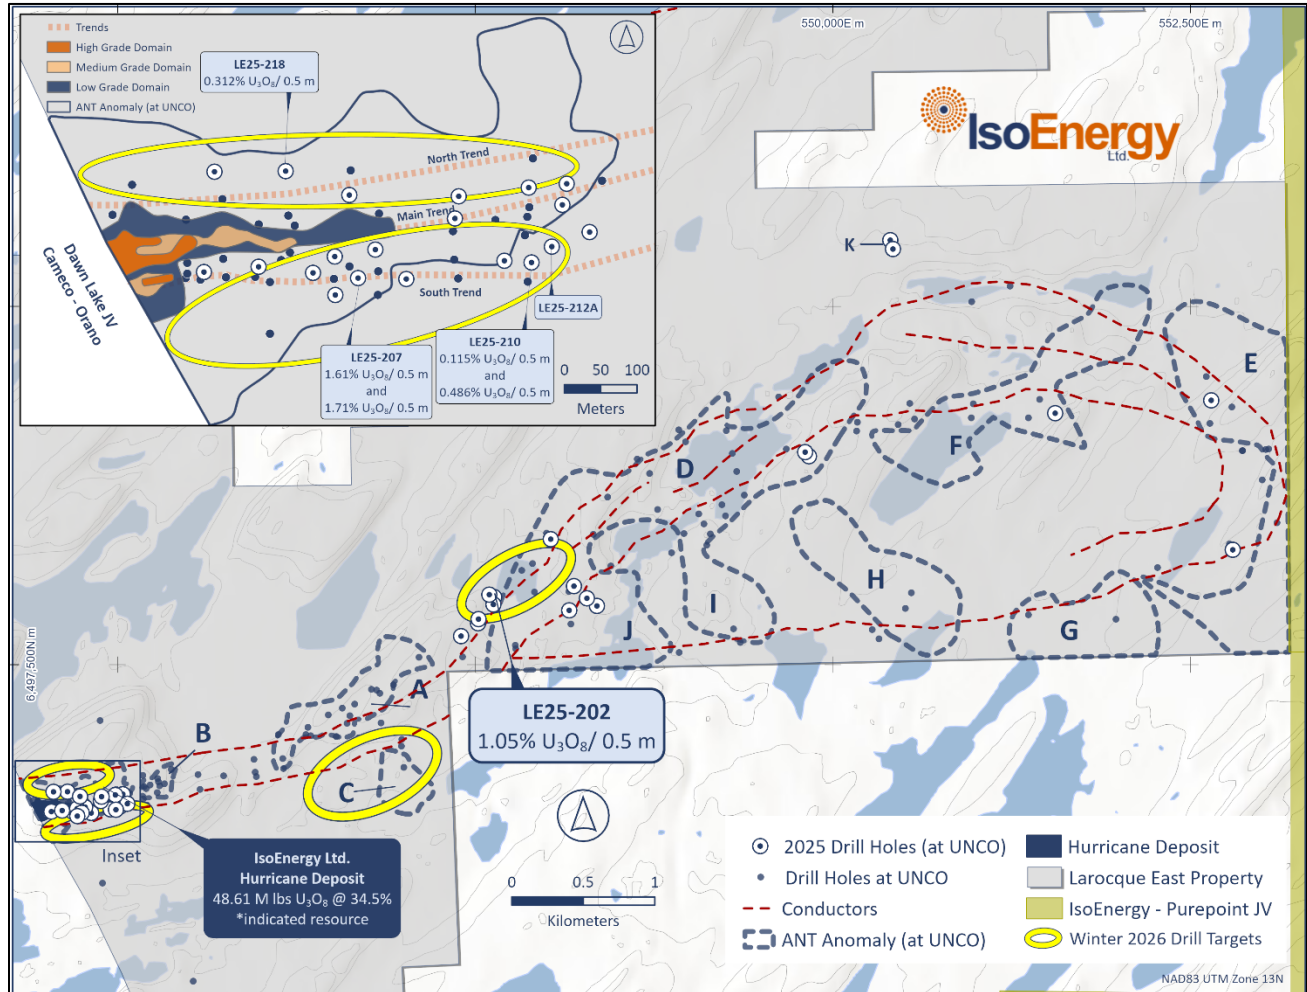 550,000E m
552,500E m
6,497,500N m
Trends
High Grade Domain
Medium Grade Domain
Low Grade Domain
ANT Anomaly (at UNCO)
LE25-218
0.312% U₃O₈/ 0.5 m
North Trend
Main Trend
South Trend
Dawn Lake JV
Cameco - Orano
LE25-212A
LE25-207
1.61% U₃O₈/ 0.5 m
and
1.71% U₃O₈/ 0.5 m
LE25-210
0.115% U₃O₈/ 0.5 m
and
0.486% U₃O₈/ 0.5 m
0 50 100
Meters
IsoEnergy
Ltd.
K
E
F
D
H
I
J
G
A
B
C
LE25-202
1.05% U₃O₈/ 0.5 m
Inset
IsoEnergy Ltd.
Hurricane Deposit
48.61 M lbs U₃O₈ @ 34.5%
*indicated resource
0 0.5 1
Kilometers
2025 Drill Holes (at UNCO)
Drill Holes at UNCO
Conductors
ANT Anomaly (at UNCO)
Hurricane Deposit
Larocque East Property
IsoEnergy - Purepoint JV
Winter 2026 Drill Targets
NAD83 UTM Zone 13N